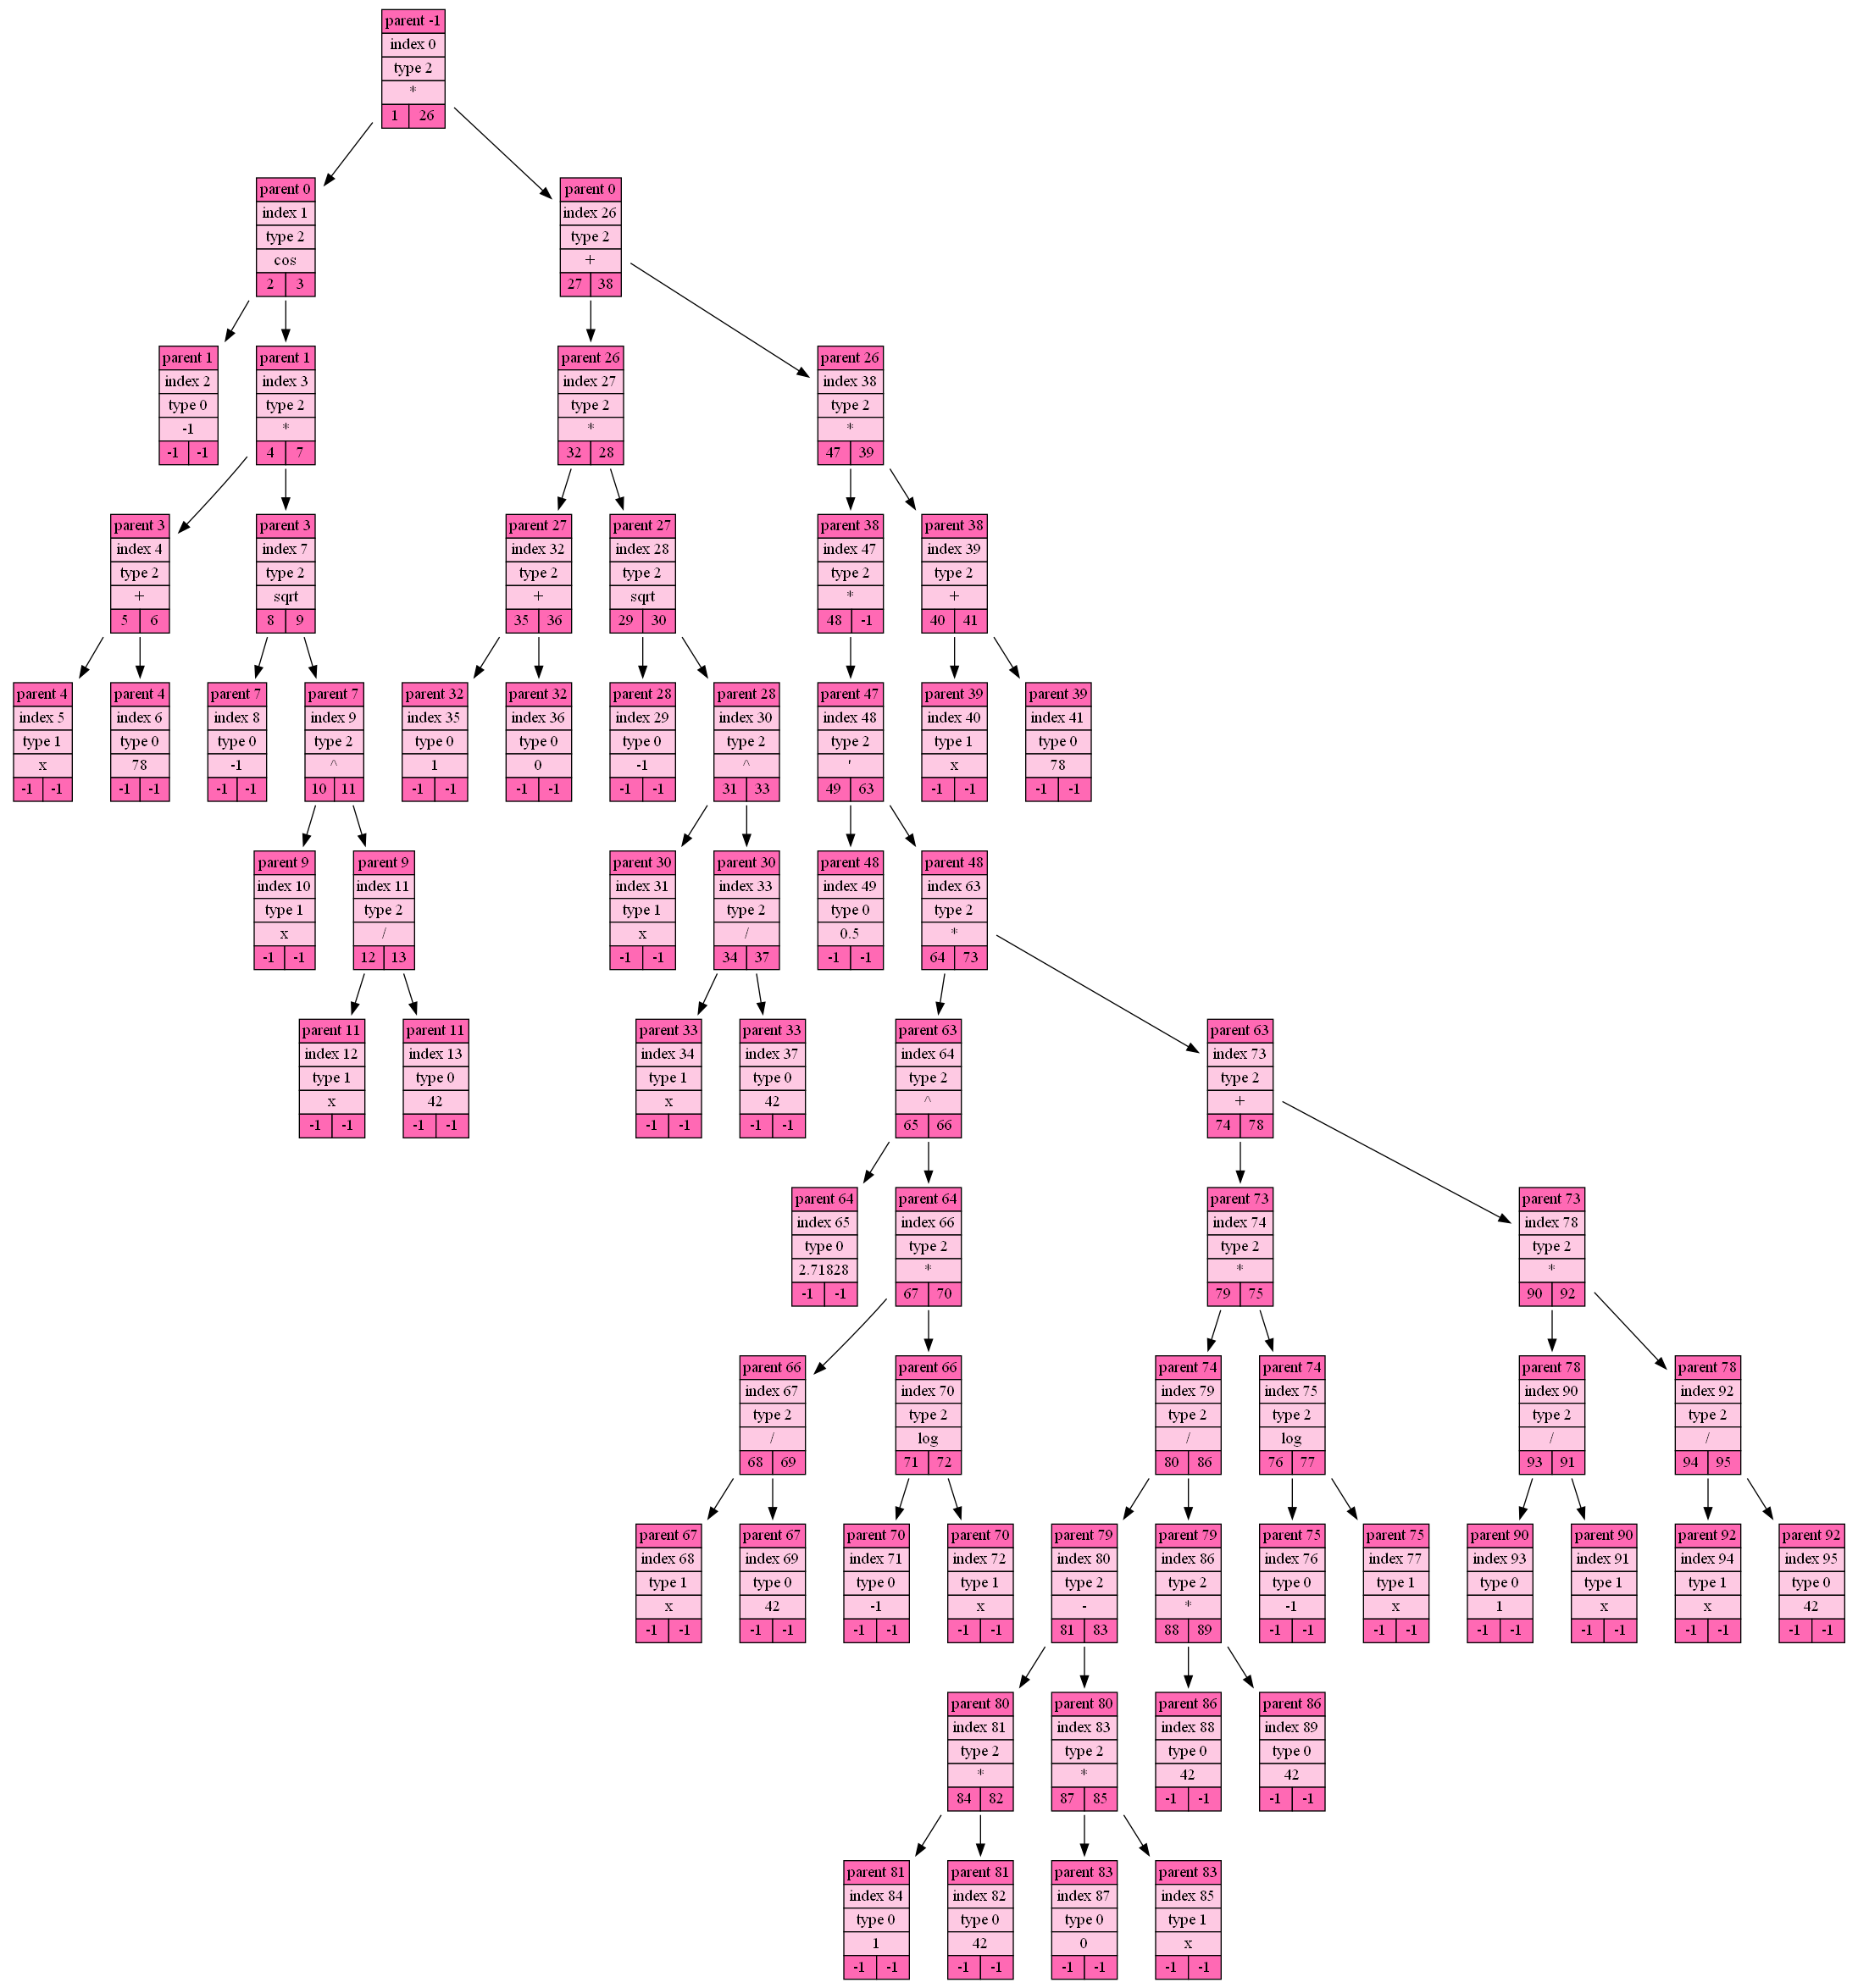 parent -1
index 0
type 2
*
1 26
parent 0
index 1
type 2
cos
2 3
parent 0
index 26
type 2
+
27 38
parent 1
index 2
type 0
-1
-1 -1
parent 1
index 3
type 2
*
4 7
parent 26
index 27
type 2
*
32 28
parent 26
index 38
type 2
*
47 39
parent 3
index 4
type 2
+
5 6
parent 3
index 7
type 2
sqrt
8 9
parent 27
index 32
type 2
+
35 36
parent 27
index 28
type 2
sqrt
29 30
parent 38
index 47
type 2
*
48 -1
parent 38
index 39
type 2
+
40 41
parent 4
index 5
type 1
x
-1 -1
parent 4
index 6
type 0
78
-1 -1
parent 7
index 8
type 0
-1
-1 -1
parent 7
index 9
type 2
^
10 11
parent 32
index 35
type 0
1
-1 -1
parent 32
index 36
type 0
0
-1 -1
parent 28
index 29
type 0
-1
-1 -1
parent 28
index 30
type 2
^
31 33
parent 47
index 48
type 2
'
49 63
parent 39
index 40
type 1
x
-1 -1
parent 39
index 41
type 0
78
-1 -1
parent 9
index 10
type 1
x
-1 -1
parent 9
index 11
type 2
/
12 13
parent 30
index 31
type 1
x
-1 -1
parent 30
index 33
type 2
/
34 37
parent 48
index 49
type 0
0.5
-1 -1
parent 48
index 63
type 2
*
64 73
parent 11
index 12
type 1
x
-1 -1
parent 11
index 13
type 0
42
-1 -1
parent 33
index 34
type 1
x
-1 -1
parent 33
index 37
type 0
42
-1 -1
parent 63
index 64
type 2
^
65 66
parent 63
index 73
type 2
+
74 78
parent 64
index 65
type 0
2.71828
-1 -1
parent 64
index 66
type 2
*
67 70
parent 73
index 74
type 2
*
79 75
parent 73
index 78
type 2
*
90 92
parent 66
index 67
type 2
/
68 69
parent 66
index 70
type 2
log
71 72
parent 74
index 79
type 2
/
80 86
parent 74
index 75
type 2
log
76 77
parent 78
index 90
type 2
/
93 91
parent 78
index 92
type 2
/
94 95
parent 67
index 68
type 1
x
-1 -1
parent 67
index 69
type 0
42
-1 -1
parent 70
index 71
type 0
-1
-1 -1
parent 70
index 72
type 1
x
-1 -1
parent 79
index 80
type 2
-
81 83
parent 79
index 86
type 2
*
88 89
parent 75
index 76
type 0
-1
-1 -1
parent 75
index 77
type 1
x
-1 -1
parent 90
index 93
type 0
1
-1 -1
parent 90
index 91
type 1
x
-1 -1
parent 92
index 94
type 1
x
-1 -1
parent 92
index 95
type 0
42
-1 -1
parent 80
index 81
type 2
*
84 82
parent 80
index 83
type 2
*
87 85
parent 86
index 88
type 0
42
-1 -1
parent 86
index 89
type 0
42
-1 -1
parent 81
index 84
type 0
1
-1 -1
parent 81
index 82
type 0
42
-1 -1
parent 83
index 87
type 0
0
-1 -1
parent 83
index 85
type 1
x
-1 -1